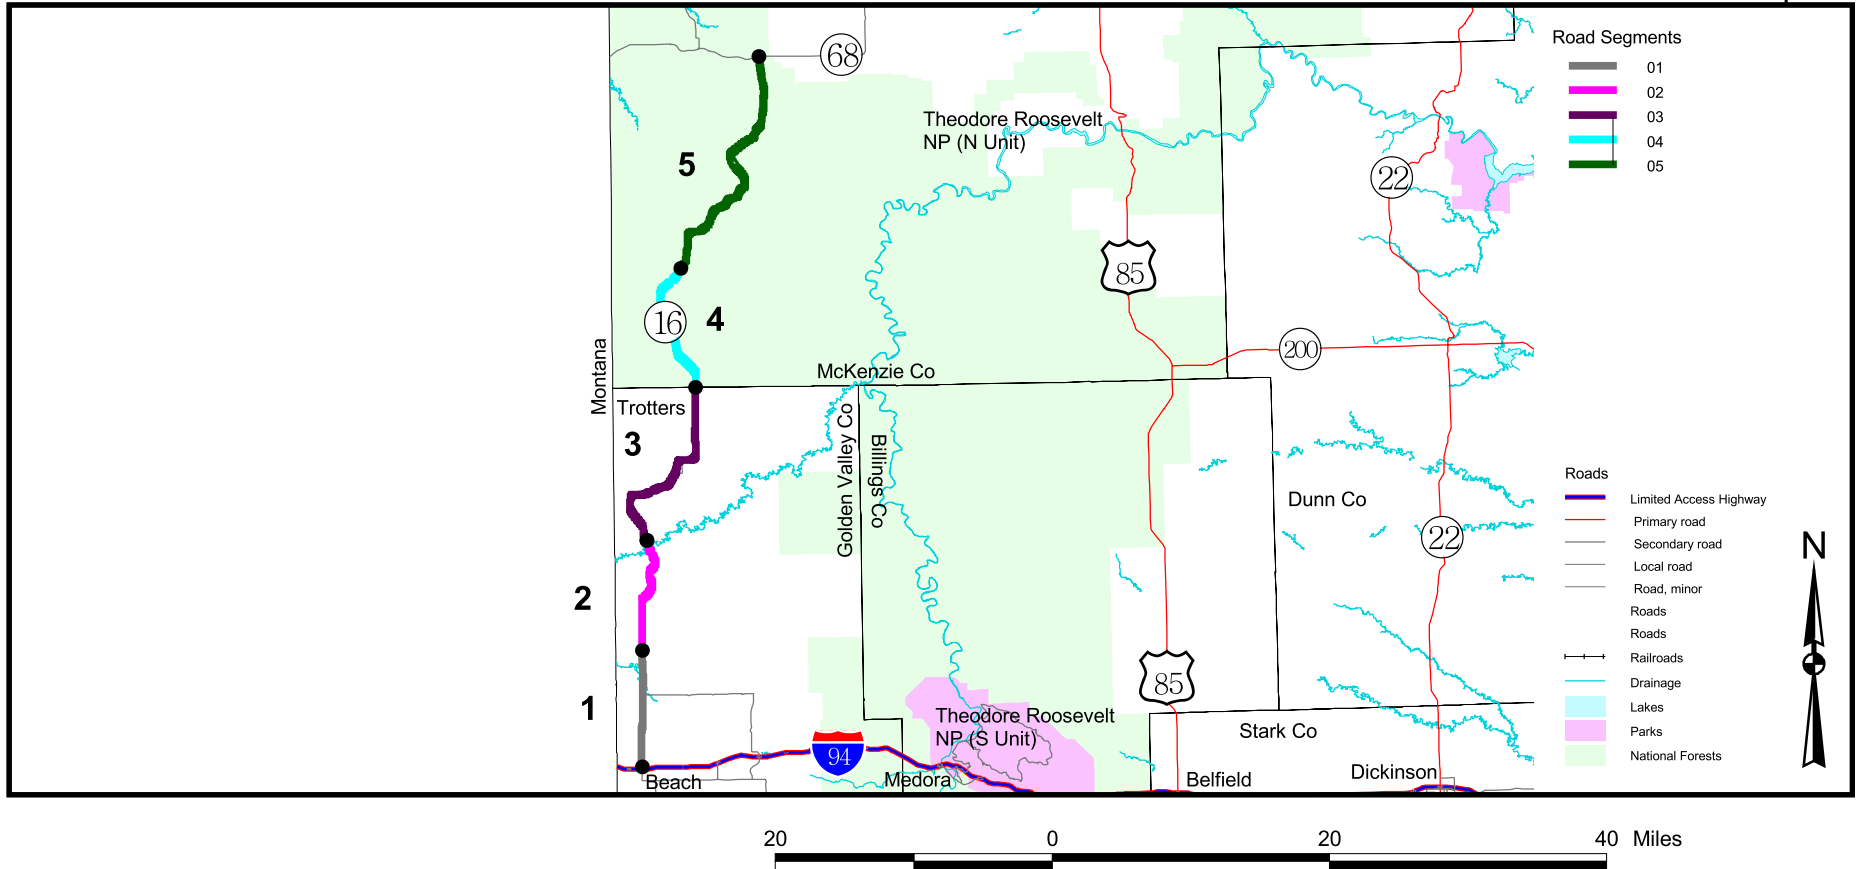 68
Road Segments
01
02
03
04
05
Theodore Roosevelt
NP (N Unit)
5
22
85
16
4
200
Montana
McKenzie Co
Trotters
3
Golden Valley Co
Billings Co
Dunn Co
22
Roads
Limited Access Highway
Primary road
Secondary road
Local road
Road, minor
Roads
Roads
Railroads
Drainage
Lakes
Parks
National Forests
N
2
85
1
Theodore Roosevelt
NP (S Unit)
Stark Co
94
Beach
Medora
Belfield
Dickinson
20 0 20 40 Miles